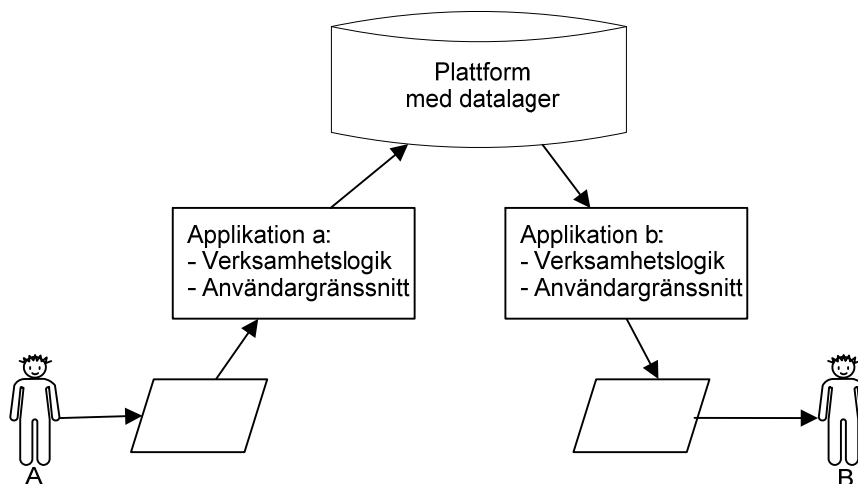 Plattform
med datalager
Applikation a:
- Verksamhetslogik
- Användargränssnitt
Applikation b:
- Verksamhetslogik
- Användargränssnitt
A
B